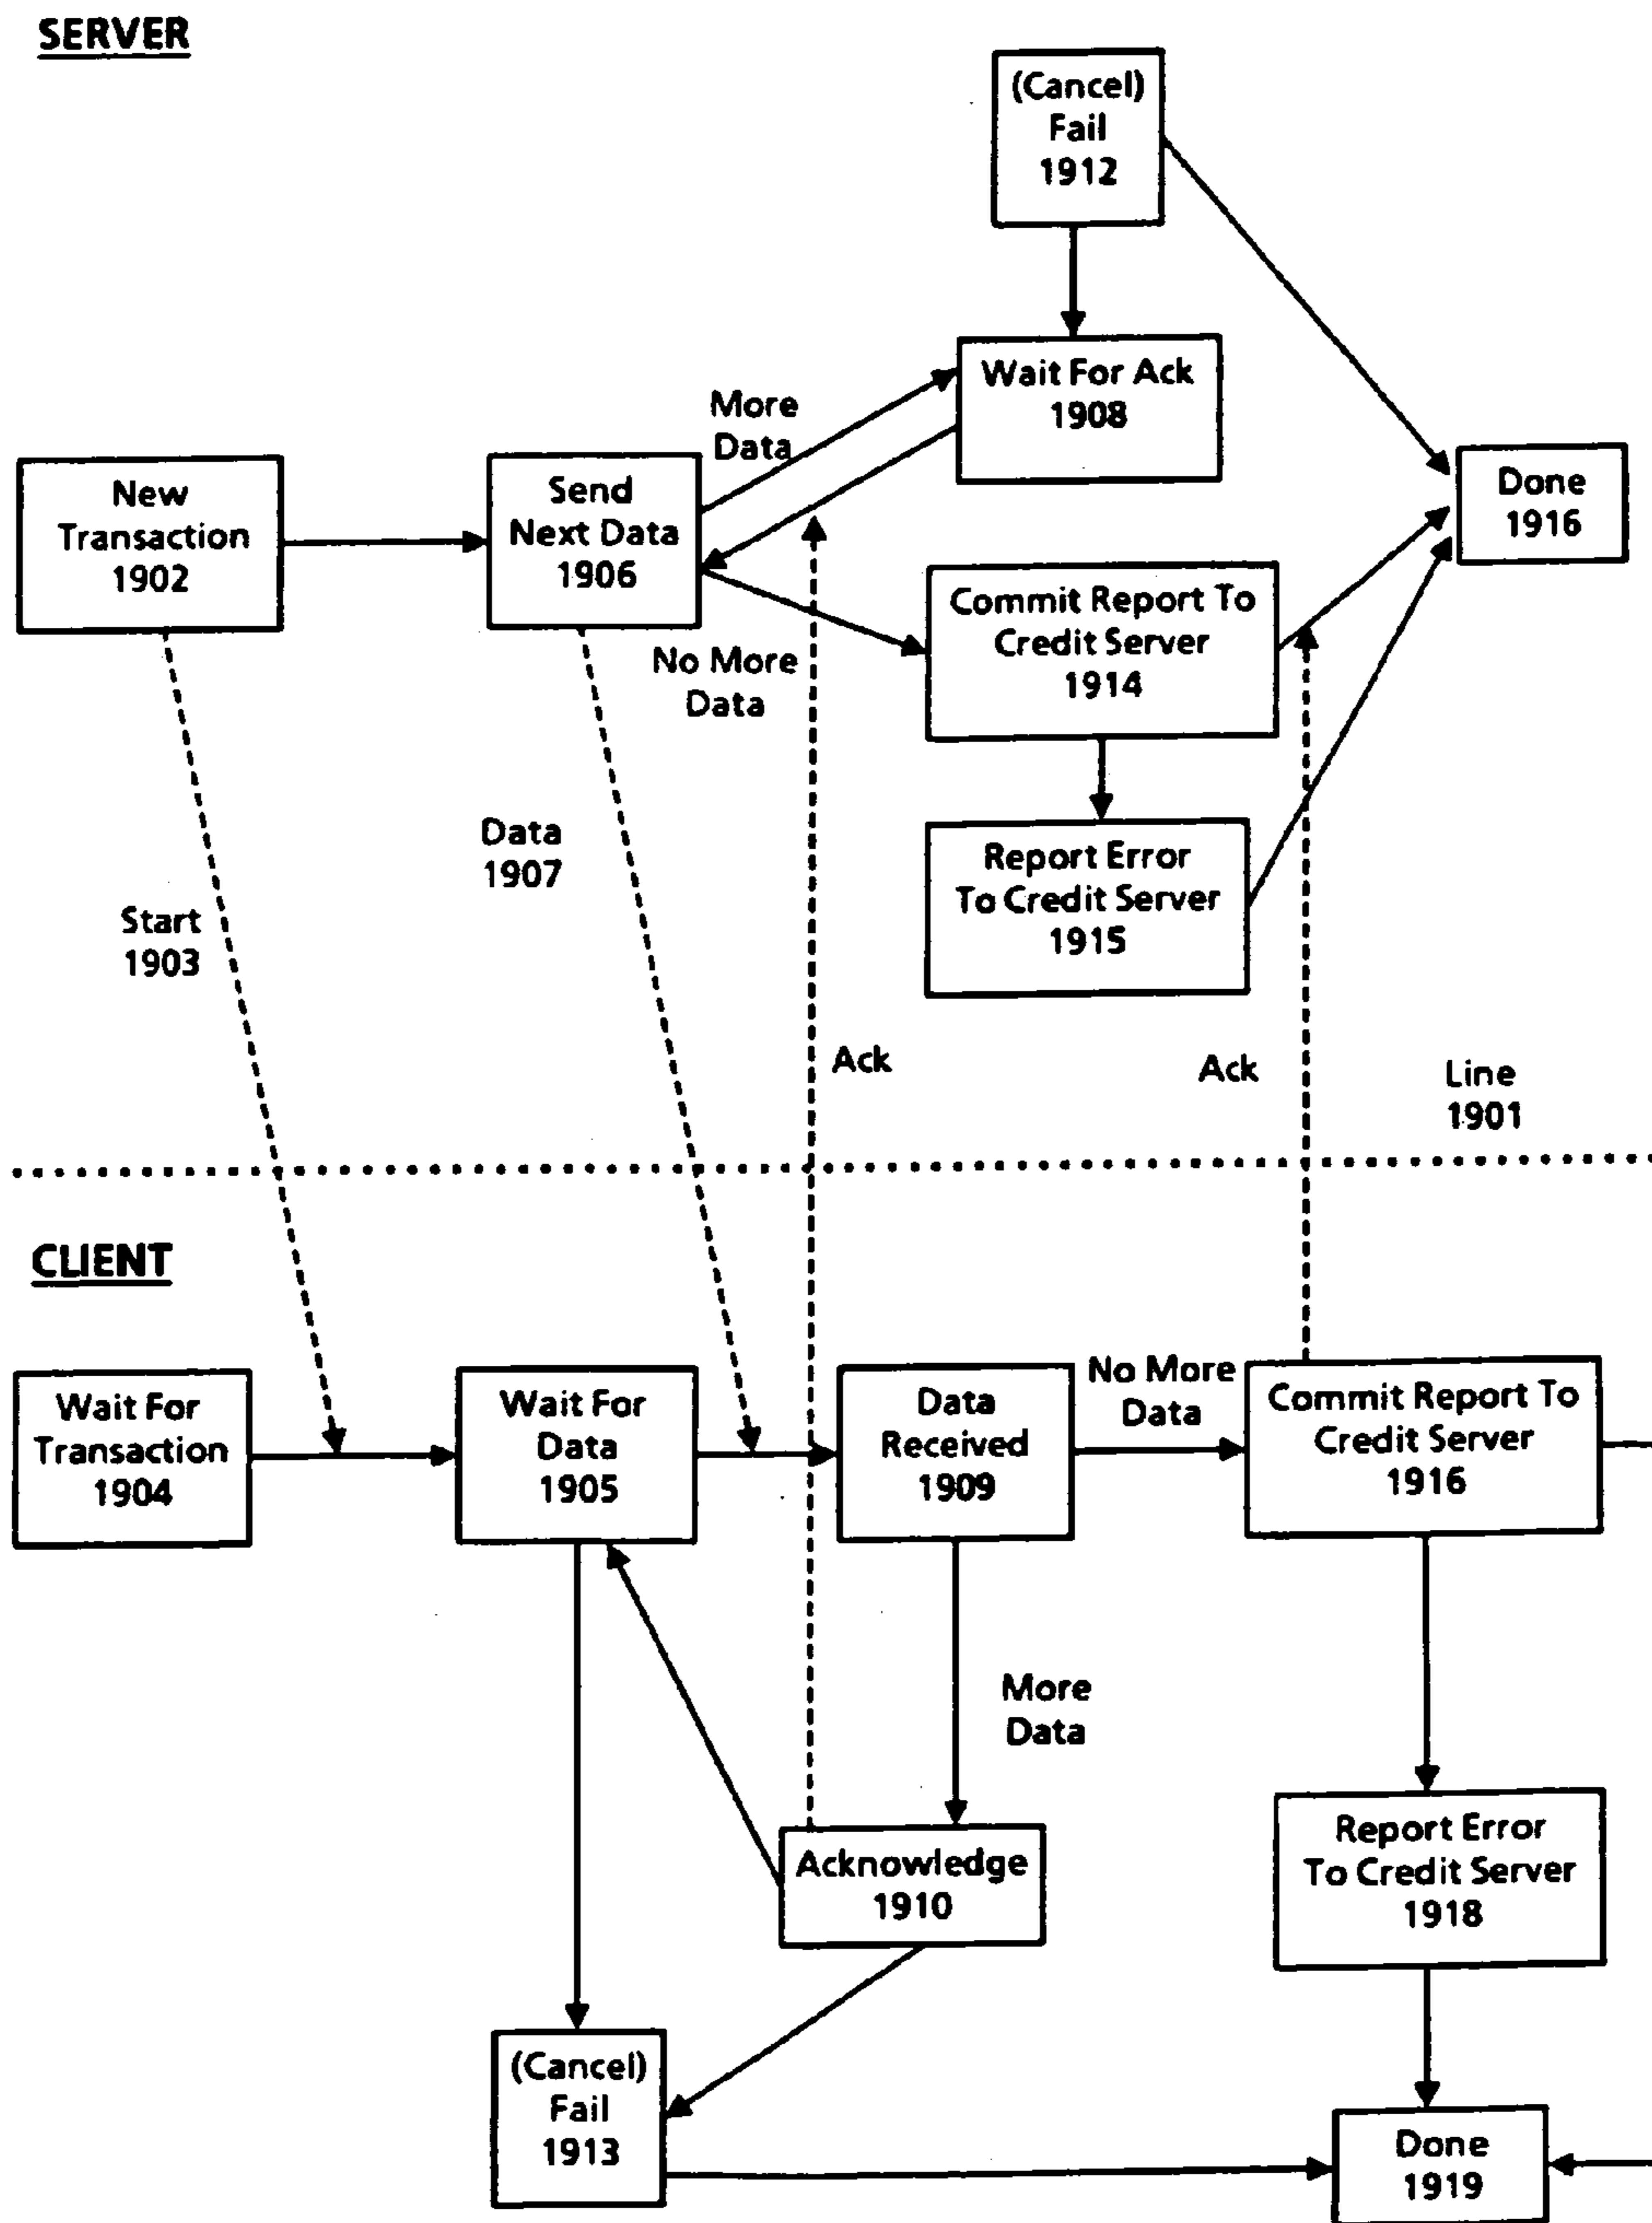 SERVER
(Cancel)
Fail
1912
Wait For Ack
1908
More
Data
New
Transaction
1902
Send
Next Data
1906
Done
1916
Commit Report To
Credit Server
1914
No More
Data
Report Error
To Credit Server
1915
Data
1907
Start
1903
Ack
Ack
Line
1901
CLIENT
Wait For
Transaction
1904
Wait For
Data
1905
Data
Received
1909
No More
Data
Commit Report To
Credit Server
1916
More
Data
Acknowledge
1910
Report Error
To Credit Server
1918
(Cancel)
Fail
1913
Done
1919